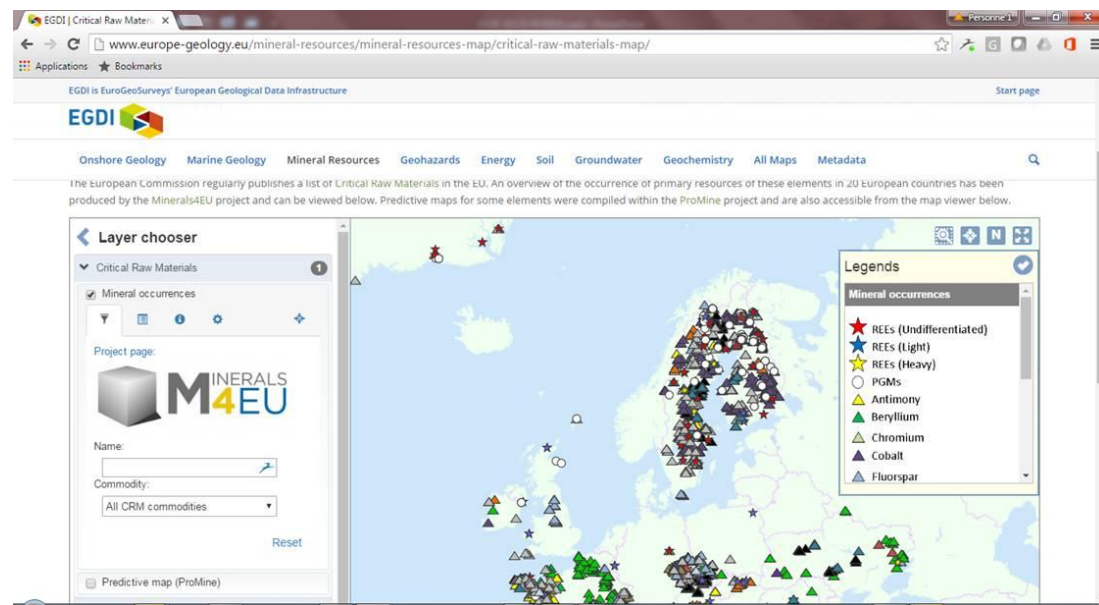 EGDI | Critical Raw Materi
Personne 1
www.europe-geology.eu/mineral-resources/mineral-resources-map/critical-raw-materials-map/
Applications Bookmarks
EGDI is EuroGeoSurveys' European Geological Data Infrastructure
Start page
EGDI
Onshore Geology Marine Geology Mineral Resources Geohazards Energy Soil Groundwater Geochemistry All Maps Metadata
The European Commission regularly publishes a list of Critical Raw Materials in the EU. An overview of the occurrence of primary resources of these elements in 20 European countries has been
produced by the Minerals4EU project and can be viewed below. Predictive maps for some elements were compiled within the ProMine project and are also accessible from the map viewer below.
Layer chooser
Critical Raw Materials 1
Mineral occurrences
Project page:
MINERALS
4EU
Name:
Commodity:
All CRM commodities
Reset
Predictive map (ProMine)
N
Legends
Mineral occurrences
REEs (Undifferentiated)
REEs (Light)
REEs (Heavy)
PGMs
Antimony
Beryllium
Chromium
Cobalt
Fluorspar